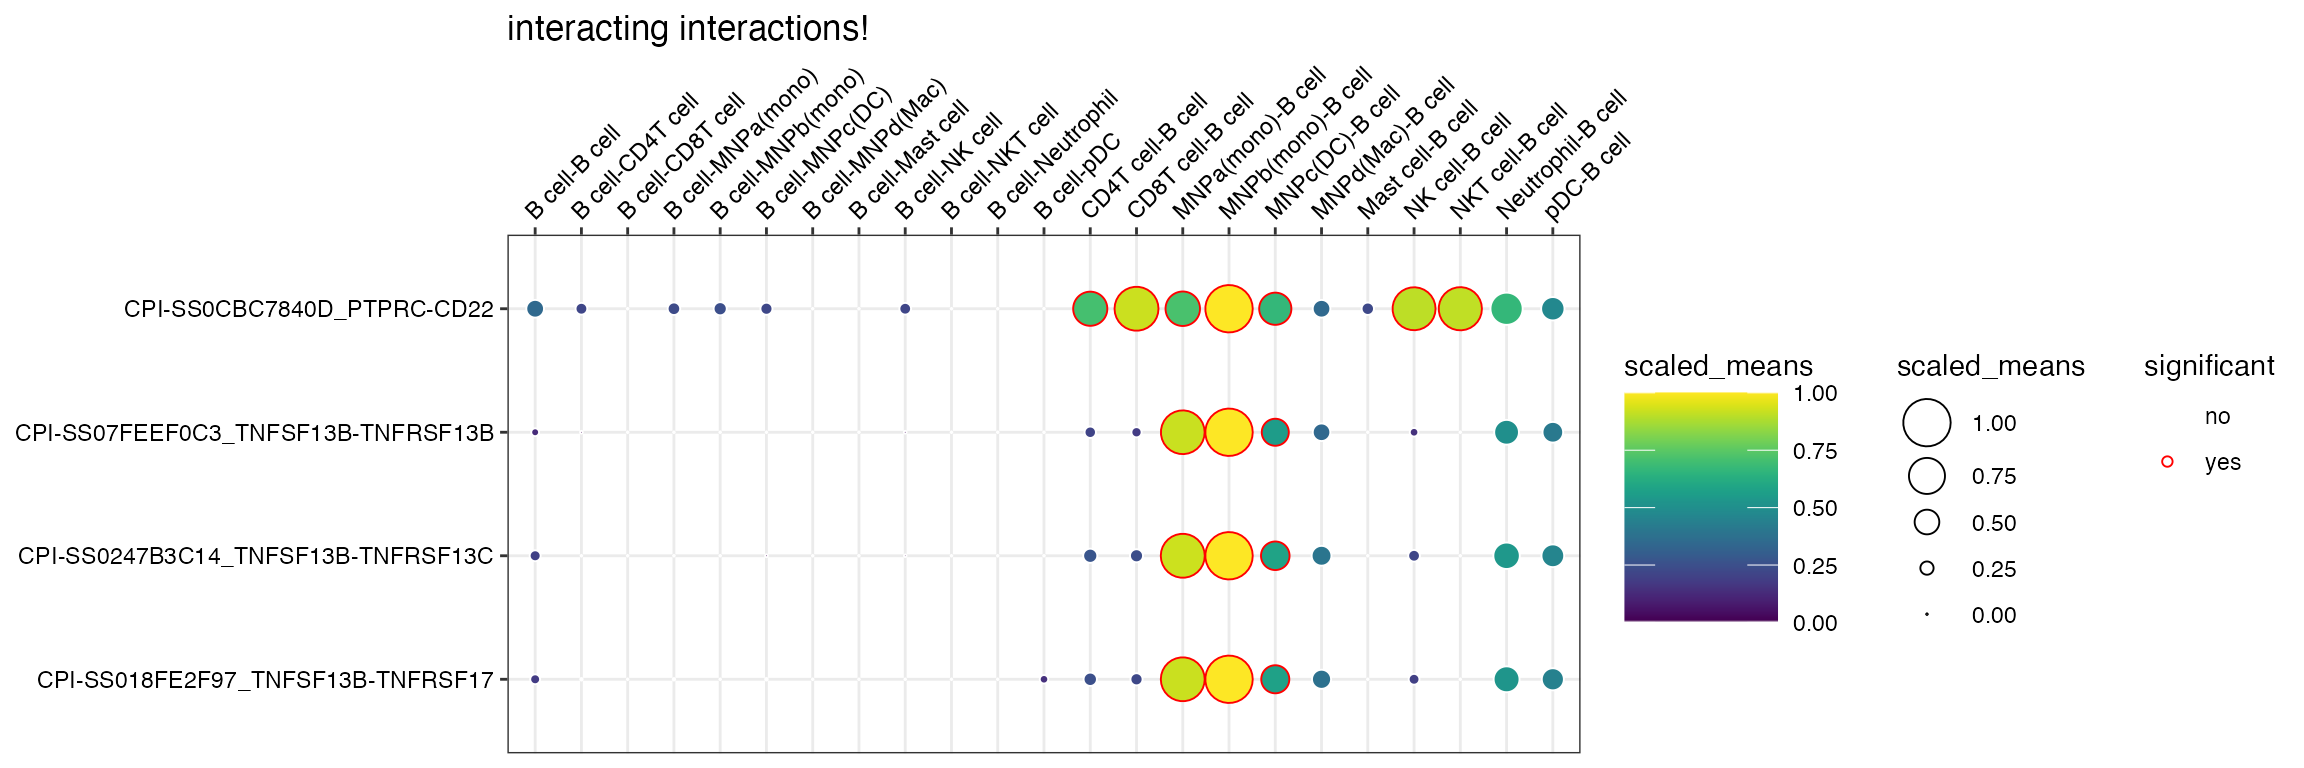 interacting interactions!
B cell-B cell
B cell-CD4T cell
B cell-CD8T cell
B cell-MNPa(mono)
B cell-MNPb(mono)
B cell-MNPc(DC)
B cell-MNPd(Mac)
B cell-Mast cell
B cell-NK cell
B cell-NKT cell
B cell-Neutrophil
B cell-pDC
CD4T cell-B cell
CD8T cell-B cell
MNPa(mono)-B cell
MNPb(mono)-B cell
MNPc(DC)-B cell
MNPd(Mac)-B cell
Mast cell-B cell
NK cell-B cell
NKT cell-B cell
Neutrophil-B cell
pDC-B cell
CPI-SS0CBC7840D_PTPRC-CD22
CPI-SS07FEEF0C3_TNFSF13B-TNFRSF13B
CPI-SS0247B3C14_TNFSF13B-TNFRSF13C
CPI-SS018FE2F97_TNFSF13B-TNFRSF17
scaled_means
1.00
0.75
0.50
0.25
0.00
scaled_means
1.00
0.75
0.50
0.25
0.00
significant
no
yes